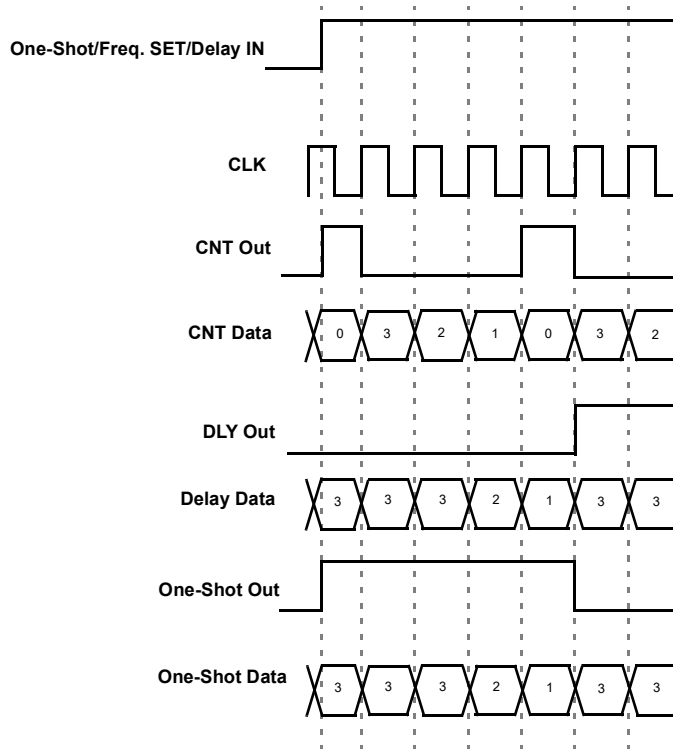 One-Shot/Freq. SET/Delay IN
CLK
CNT Out
CNT Data
0 3 2 1 0 3 2
DLY Out
Delay Data
3 3 3 2 1 3 3
One-Shot Out
One-Shot Data
3 3 3 2 1 3 3